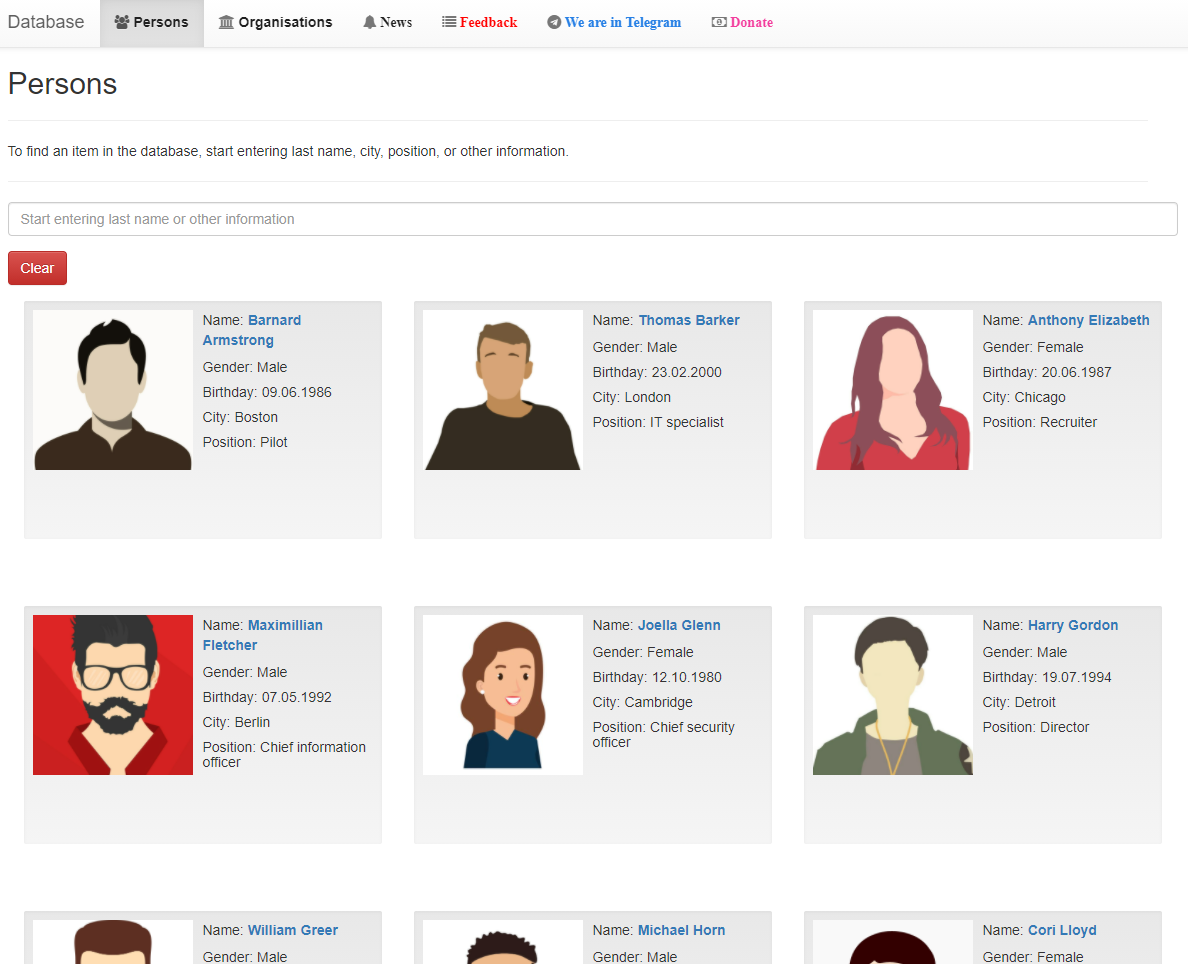 Database Persons Organisations News Feedback We are in Telegram Donate
Persons
To find an item in the database, start entering last name, city, position, or other information.
Start entering last name or other information
Clear
Name: Barnard
Armstrong
Gender: Male
Birthday: 09.06.1986
City: Boston
Position: Pilot
Name: Thomas Barker
Gender: Male
Birthday: 23.02.2000
City: London
Position: IT specialist
Name: Anthony Elizabeth
Gender: Female
Birthday: 20.06.1987
City: Chicago
Position: Recruiter
Name: Maximillian
Fletcher
Gender: Male
Birthday: 07.05.1992
City: Berlin
Position: Chief information
officer
Name: Joella Glenn
Gender: Female
Birthday: 12.10.1980
City: Cambridge
Position: Chief security
officer
Name: Harry Gordon
Gender: Male
Birthday: 19.07.1994
City: Detroit
Position: Director
Name: William Greer
Gender: Male
Name: Michael Horn
Gender: Male
Name: Cori Lloyd
Gender: Female